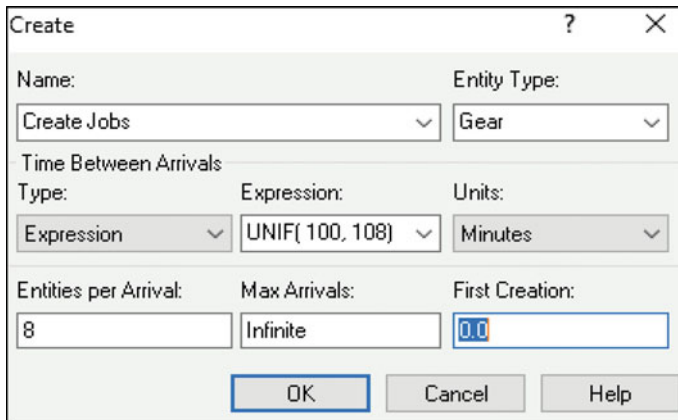 Create ?
Name: Entity Type:
Create Jobs Gear
Time Between Arrivals
Type: Expression: Units:
Expression UNIF( 100, 108) Minutes
Entities per Arrival: Max Arrivals: First Creation:
8 Infinite 0.0
OK Cancel Help